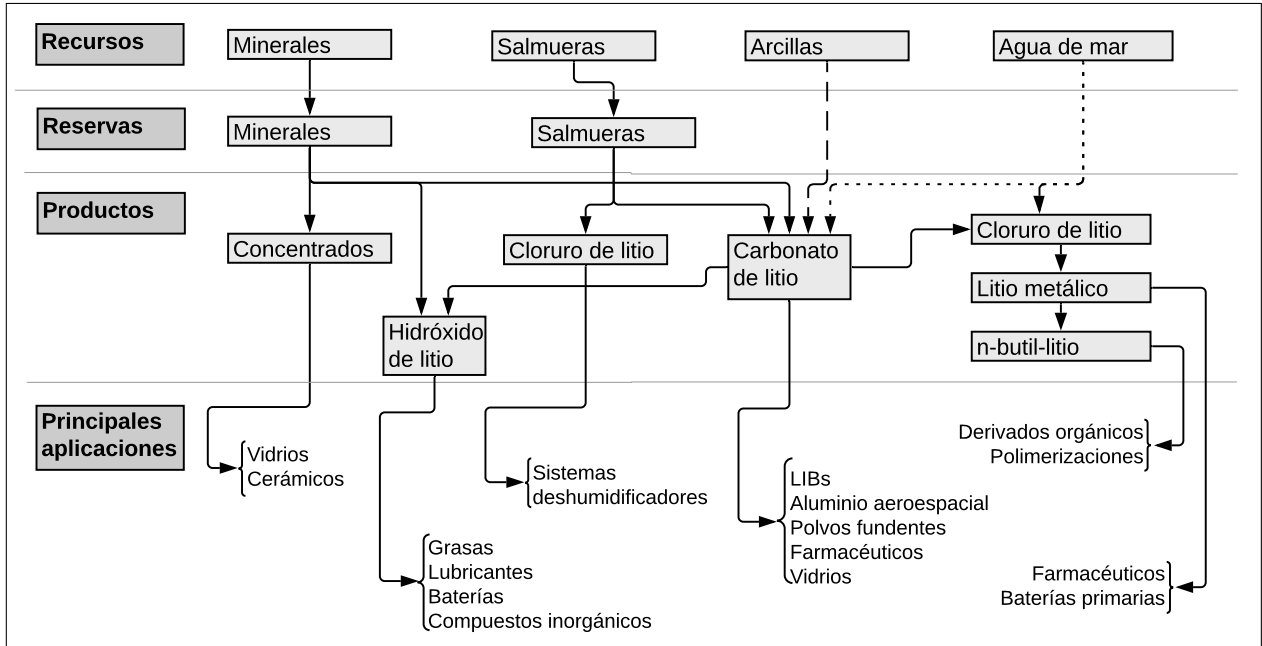 Recursos
Minerales
Salmueras
Arcillas
Agua de mar
Reservas
Minerales
Salmueras
Productos
Concentrados
Cloruro de litio
Carbonato
de litio
Cloruro de litio
Litio metálico
n-butil-litio
Hidróxido
de litio
Principales
aplicaciones
Vidrios
Cerámicos
Grasas
Lubricantes
Baterías
Compuestos inorgánicos
Sistemas
deshumidificadores
LIBs
Aluminio aeroespacial
Polvos fundentes
Farmacéuticos
Vidrios
Derivados orgánicos
Polimerizaciones
Farmacéuticos
Baterías primarias